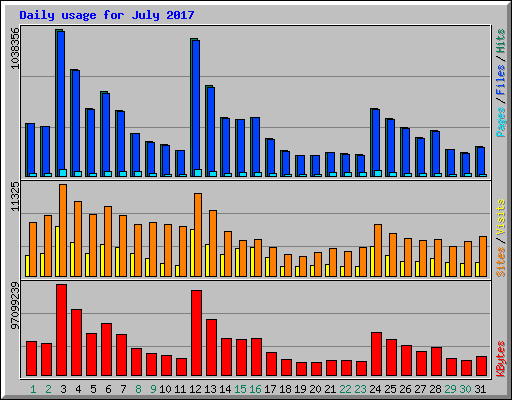 Daily usage for July 2017
1038356
Pages / Files / Hits
11325
Sites / Visits
97099239
KBytes
1 2 3 4 5 6 7 8 9 10 11 12 13 14 15 16 17 18 19 20 21 22 23 24 25 26 27 28 29 30 31